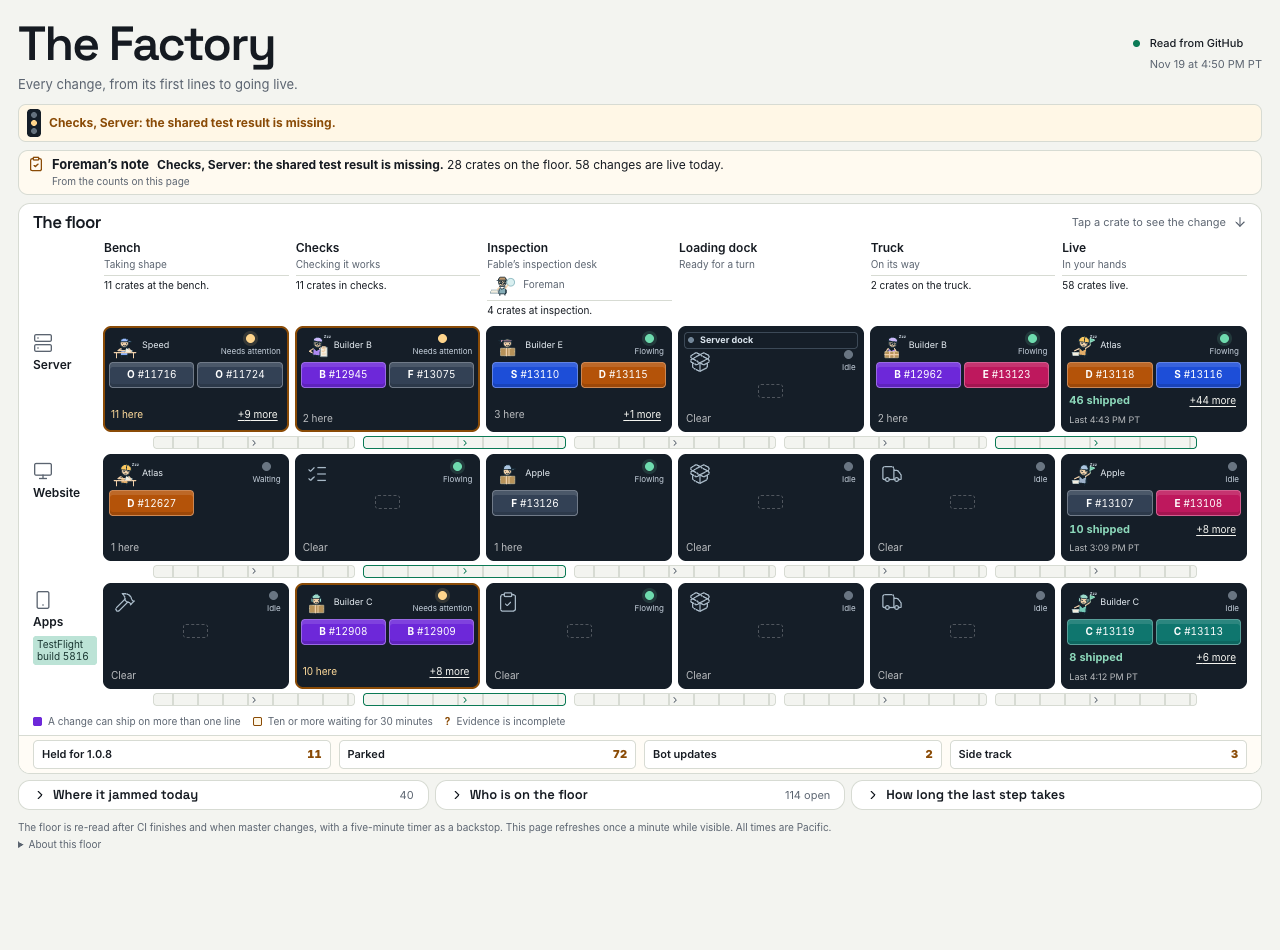 The Factory
Every change, from its first lines to going live.
Read from GitHub
Nov 19 at 4:50 PM PT
Checks, Server: the shared test result is missing.
Foreman's note Checks, Server: the shared test result is missing. 28 crates on the floor. 58 changes are live today.
From the counts on this page
The floor
Tap a crate to see the change ↓
Bench
Taking shape
11 crates at the bench.
Checks
Checking it works
11 crates in checks.
Inspection
Fable's inspection desk
Foreman
4 crates at inspection.
Loading dock
Ready for a turn
Truck
On its way
2 crates on the truck.
Live
In your hands
58 crates live.
Server
Speed
Needs attention
O #11716
O #11724
11 here
+9 more
Builder B
Needs attention
B #12945
F #13075
2 here
Builder E
Flowing
S #13110
D #13115
3 here
+1 more
Server dock
Idle
Clear
Builder B
Flowing
B #12962
E #13123
2 here
Atlas
Flowing
D #13118
S #13116
46 shipped
+44 more
Last 4:43 PM PT
Website
Atlas
Waiting
D #12627
1 here
Flowing
Clear
Apple
Flowing
F #13126
1 here
Idle
Clear
Idle
Clear
Apple
Idle
F #13107
E #13108
10 shipped
+8 more
Last 3:09 PM PT
Apps
TestFlight
build 5816
Idle
Clear
Builder C
Needs attention
B #12908
B #12909
10 here
+8 more
Flowing
Clear
Idle
Clear
Idle
Clear
Builder C
Idle
C #13119
C #13113
8 shipped
+6 more
Last 4:12 PM PT
A change can ship on more than one line
Ten or more waiting for 30 minutes
? Evidence is incomplete
Held for 1.0.8 11
Parked 72
Bot updates 2
Side track 3
Where it jammed today 40
Who is on the floor 114 open
How long the last step takes
The floor is re-read after CI finishes and when master changes, with a five-minute timer as a backstop. This page refreshes once a minute while visible. All times are Pacific.
About this floor